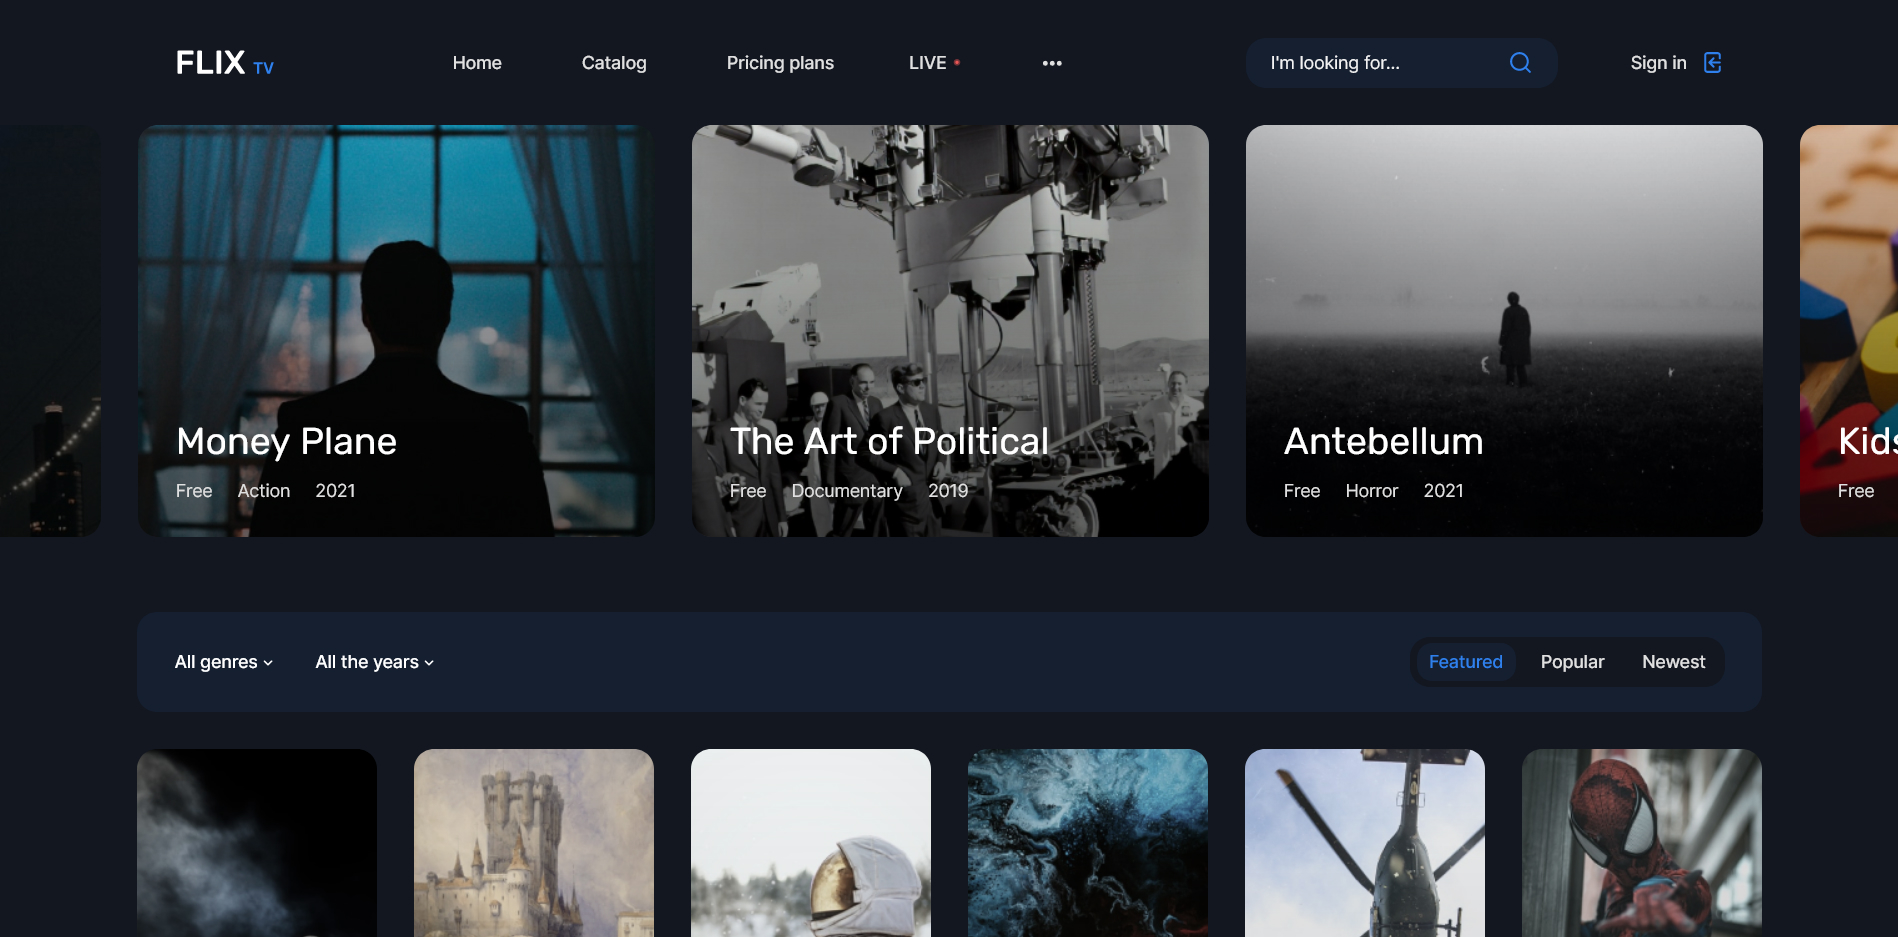 FLIX TV
Home
Catalog
Pricing plans
LIVE
I'm looking for...
Sign in
Money Plane
Free Action 2021
The Art of Political
Free Documentary 2019
Antebellum
Free Horror 2021
Kids
Free
All genres
All the years
Featured
Popular
Newest